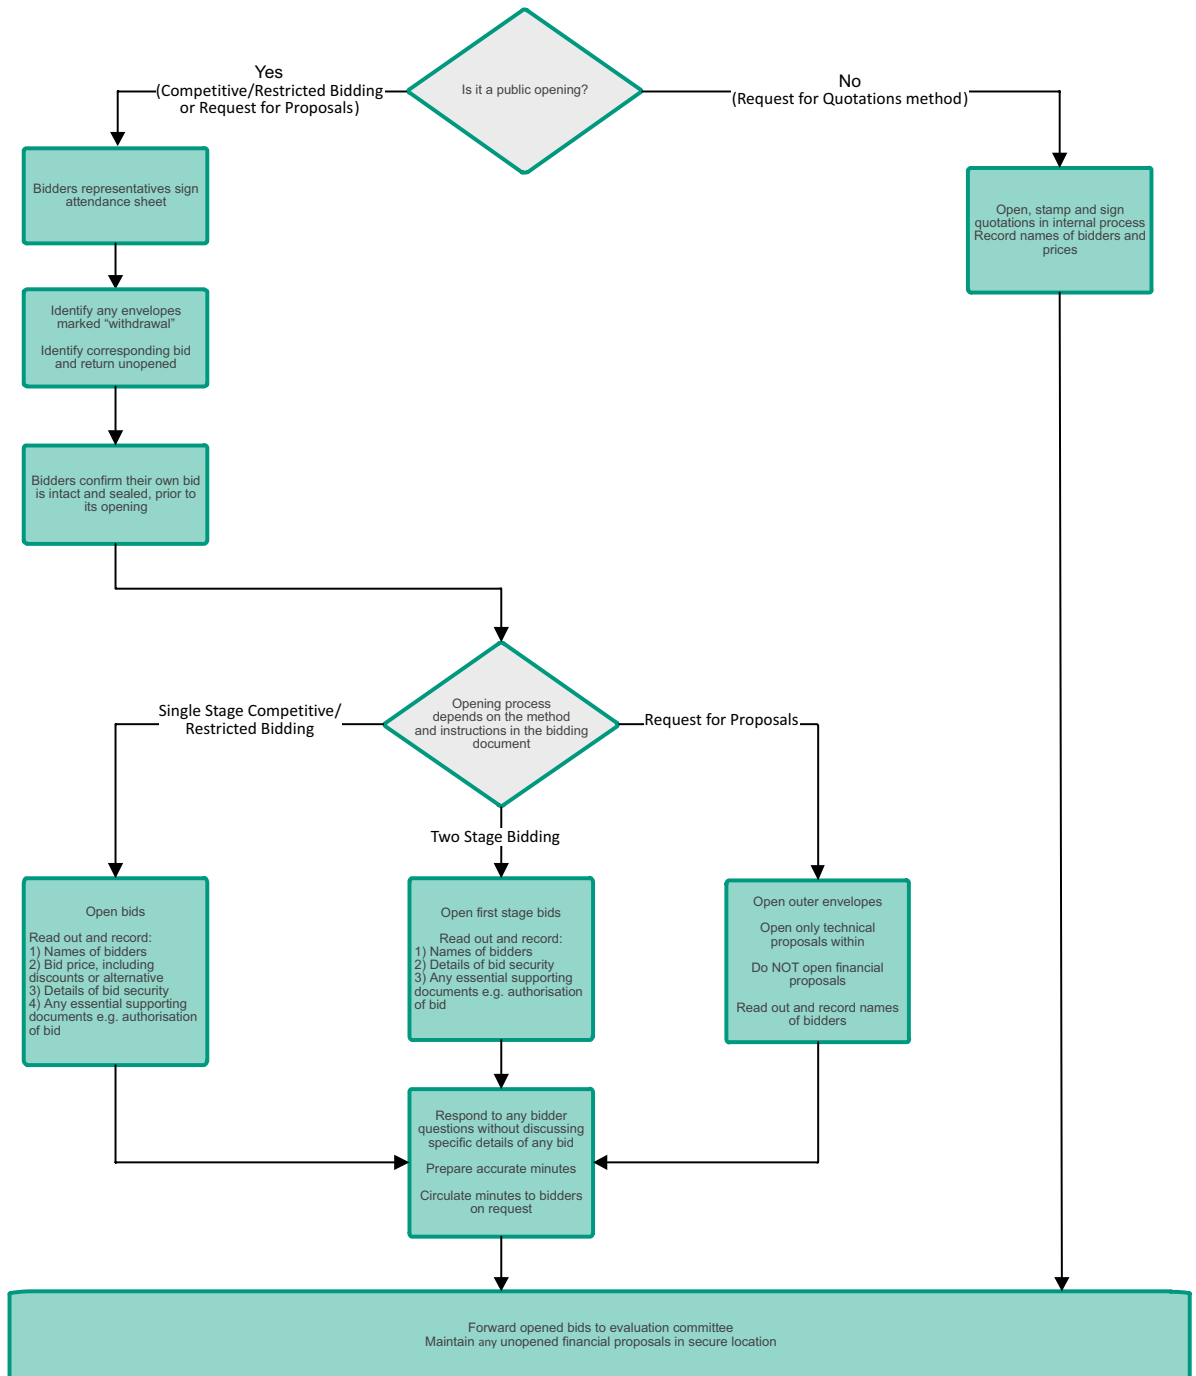 Is it a public opening?
Yes
(Competitive/Restricted Bidding
or Request for Proposals)
No
(Request for Quotations method)
Bidders representatives sign
attendance sheet
Open, stamp and sign
quotations in internal process
Record names of bidders and
prices
Identify any envelopes
marked “withdrawal”
Identify corresponding bid
and return unopened
Bidders confirm their own bid
is intact and sealed, prior to
its opening
Opening process
depends on the method
and instructions in the bidding
document
Single Stage Competitive/
Restricted Bidding
Request for Proposals
Two Stage Bidding
Open bids
Read out and record:
1) Names of bidders
2) Bid price, including
discounts or alternative
3) Details of bid security
4) Any essential supporting
documents e.g. authorisation
of bid
Open first stage bids
Read out and record:
1) Names of bidders
2) Details of bid security
3) Any essential supporting
documents e.g. authorisation
of bid
Open outer envelopes
Open only technical
proposals within
Do NOT open financial
proposals
Read out and record names
of bidders
Respond to any bidder
questions without discussing
specific details of any bid
Prepare accurate minutes
Circulate minutes to bidders
on request
Forward opened bids to evaluation committee
Maintain any unopened financial proposals in secure location